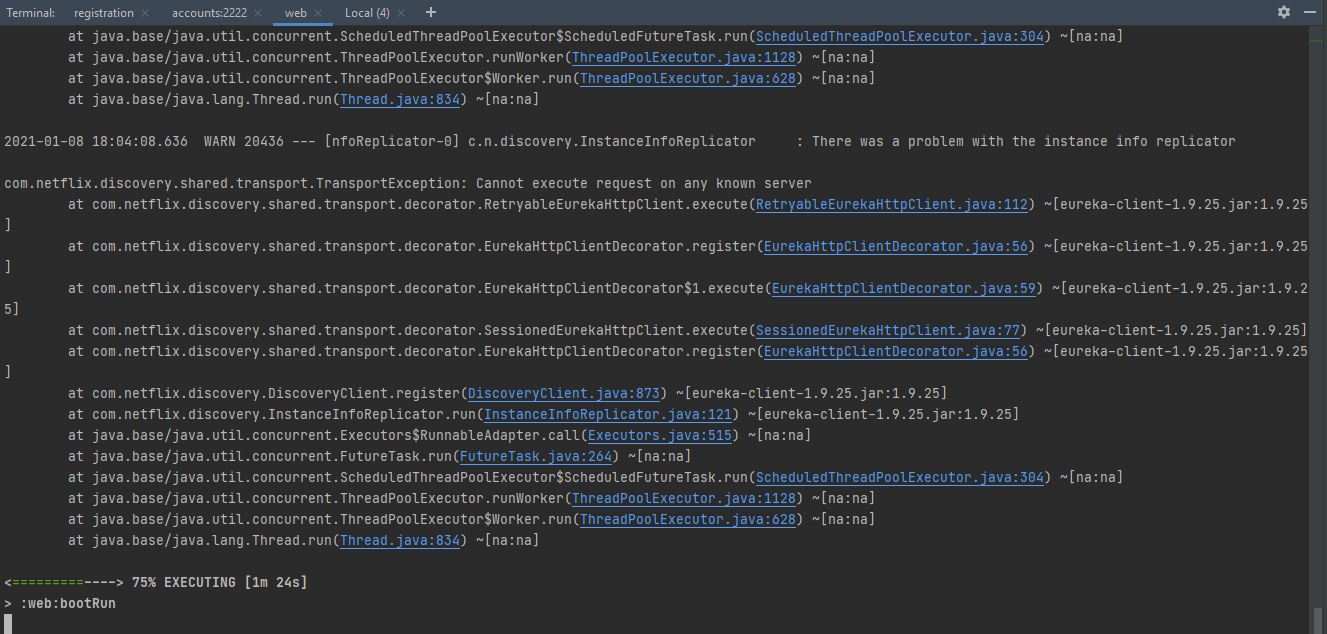 Terminal: registration × accounts:2222 × web × Local (4) × +
at java.base/java.util.concurrent.ScheduledThreadPoolExecutor$ScheduledFutureTask.run(ScheduledThreadPoolExecutor.java:304) ~[na:na]
at java.base/java.util.concurrent.ThreadPoolExecutor.runWorker(ThreadPoolExecutor.java:1128) ~[na:na]
at java.base/java.util.concurrent.ThreadPoolExecutor$Worker.run(ThreadPoolExecutor.java:628) ~[na:na]
at java.base/java.lang.Thread.run(Thread.java:834) ~[na:na]
2021-01-08 18:04:08.636  WARN 20436 --- [nfoReplicator-0] c.n.discovery.InstanceInfoReplicator     : There was a problem with the instance info replicator
com.netflix.discovery.shared.transport.TransportException: Cannot execute request on any known server
at com.netflix.discovery.shared.transport.decorator.RetryableEurekaHttpClient.execute(RetryableEurekaHttpClient.java:112) ~[eureka-client-1.9.25.jar:1.9.25
]
at com.netflix.discovery.shared.transport.decorator.EurekaHttpClientDecorator.register(EurekaHttpClientDecorator.java:56) ~[eureka-client-1.9.25.jar:1.9.25
]
at com.netflix.discovery.shared.transport.decorator.EurekaHttpClientDecorator$1.execute(EurekaHttpClientDecorator.java:59) ~[eureka-client-1.9.25.jar:1.9.2
5]
at com.netflix.discovery.shared.transport.decorator.SessionedEurekaHttpClient.execute(SessionedEurekaHttpClient.java:77) ~[eureka-client-1.9.25.jar:1.9.25]
at com.netflix.discovery.shared.transport.decorator.EurekaHttpClientDecorator.register(EurekaHttpClientDecorator.java:56) ~[eureka-client-1.9.25.jar:1.9.25
]
at com.netflix.discovery.DiscoveryClient.register(DiscoveryClient.java:873) ~[eureka-client-1.9.25.jar:1.9.25]
at com.netflix.discovery.InstanceInfoReplicator.run(InstanceInfoReplicator.java:121) ~[eureka-client-1.9.25.jar:1.9.25]
at java.base/java.util.concurrent.Executors$RunnableAdapter.call(Executors.java:515) ~[na:na]
at java.base/java.util.concurrent.FutureTask.run(FutureTask.java:264) ~[na:na]
at java.base/java.util.concurrent.ScheduledThreadPoolExecutor$ScheduledFutureTask.run(ScheduledThreadPoolExecutor.java:304) ~[na:na]
at java.base/java.util.concurrent.ThreadPoolExecutor.runWorker(ThreadPoolExecutor.java:1128) ~[na:na]
at java.base/java.util.concurrent.ThreadPoolExecutor$Worker.run(ThreadPoolExecutor.java:628) ~[na:na]
at java.base/java.lang.Thread.run(Thread.java:834) ~[na:na]
<=========----> 75% EXECUTING [1m 24s]
> :web:bootRun